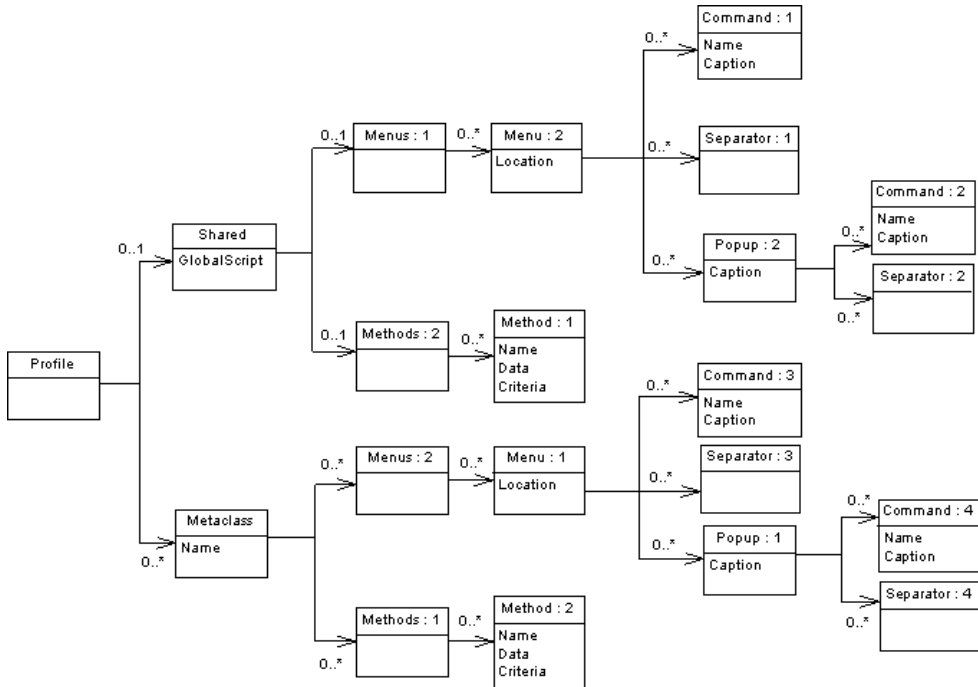 Command : 1
0..*
Name
Caption
0..1
Menus : 1
0..*
Menu : 2
Location
0..*
Separator : 1
Command : 2
Name
Caption
0..*
Shared
GlobalScript
0..1
0..*
Popup : 2
Caption
Separator : 2
0..*
0..1
Methods : 2
0..*
Method : 1
Name
Data
Criteria
Profile
Command : 3
0..*
Name
Caption
0..*
Menus : 2
0..*
Menu : 1
Location
0..*
Separator : 3
0..*
Command : 4
Name
Caption
Metaclass
Name
0..*
0..*
Popup : 1
Caption
Separator : 4
0..*
Methods : 1
0..*
0..*
Method : 2
Name
Data
Criteria